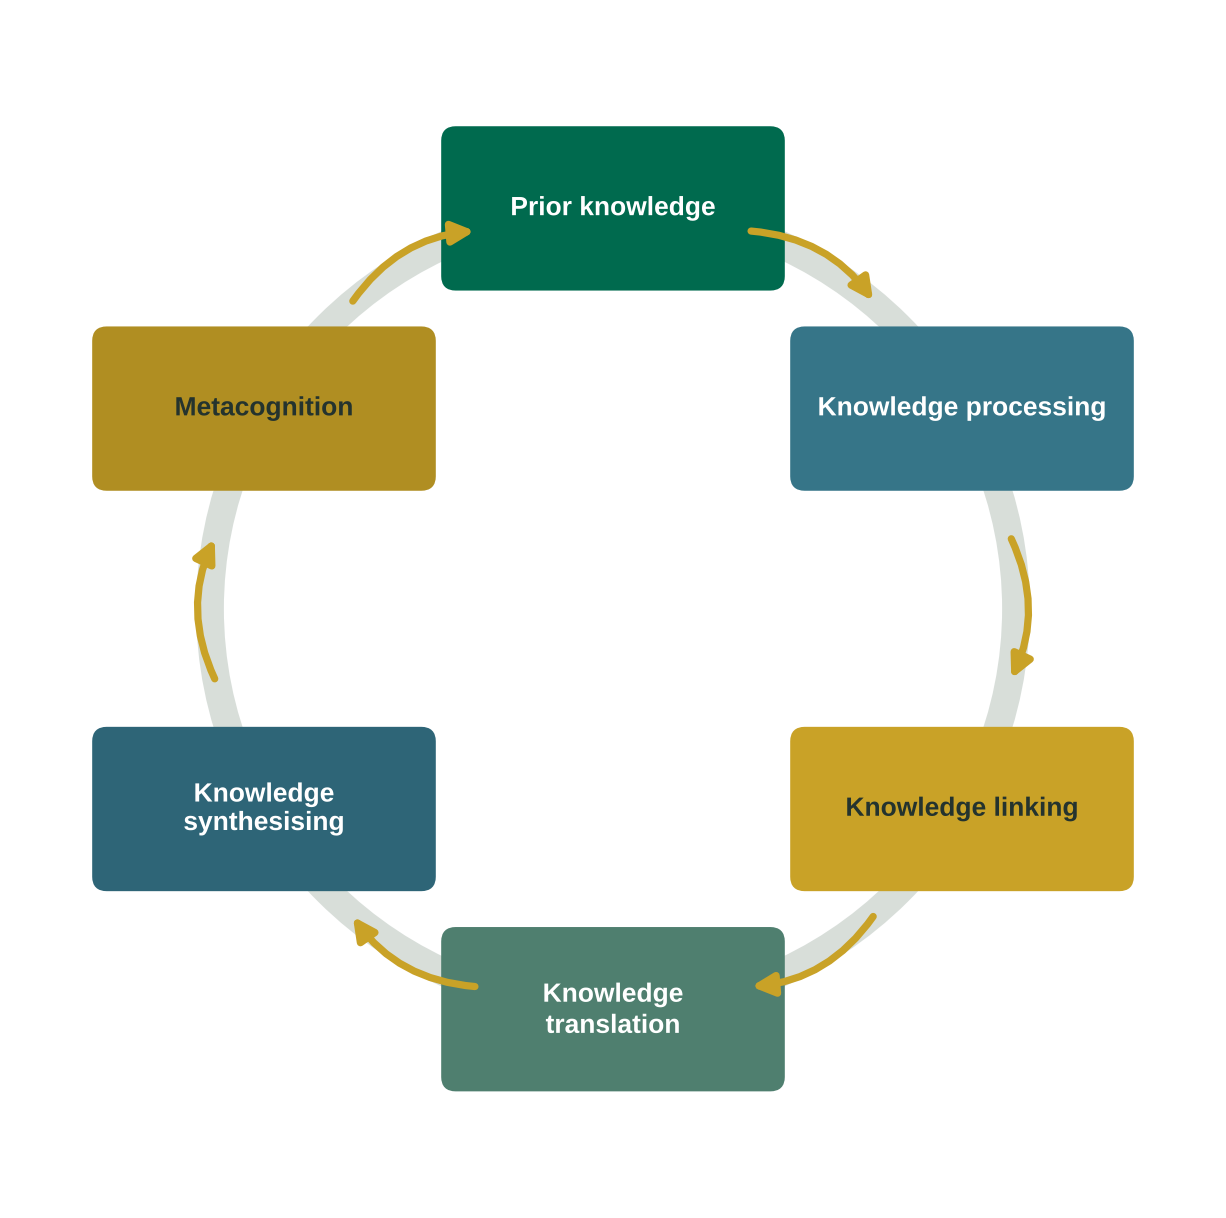 Prior knowledge
Metacognition
Knowledge processing
Knowledge
synthesising
Knowledge linking
Knowledge
translation